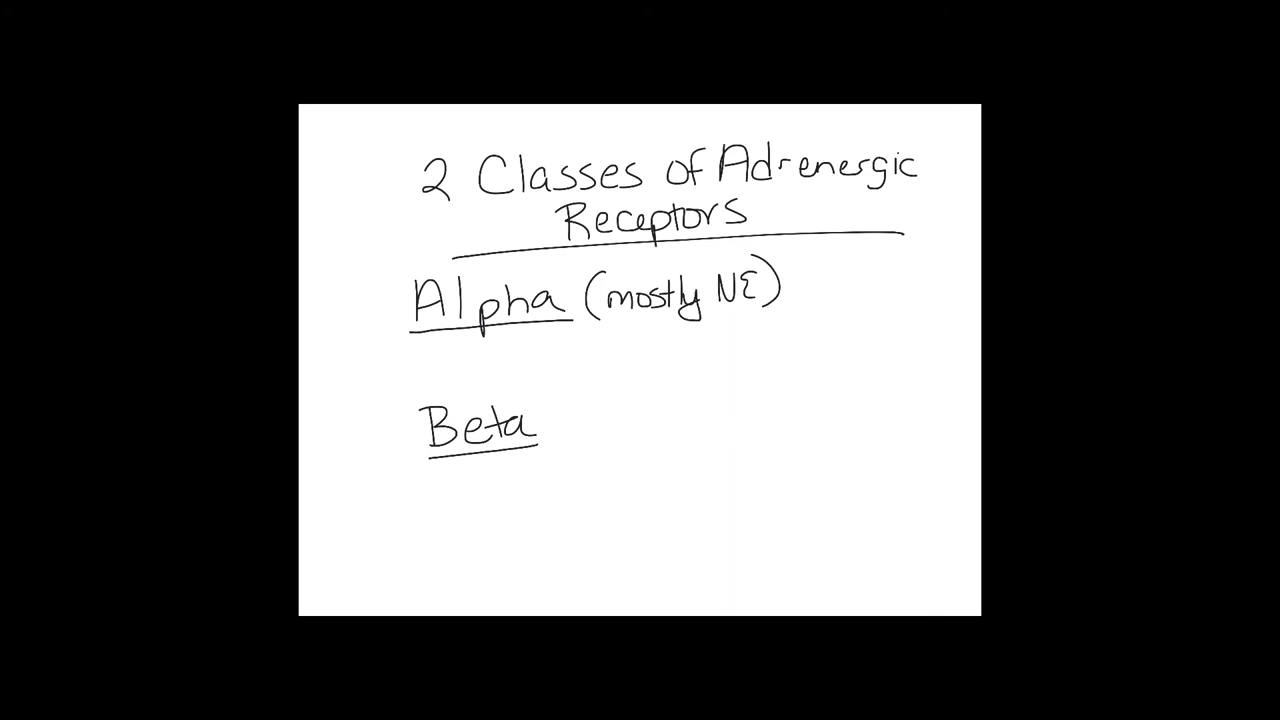 2 Classes of Adrenergic
Receptors
Alpha (mostly NE)
Beta